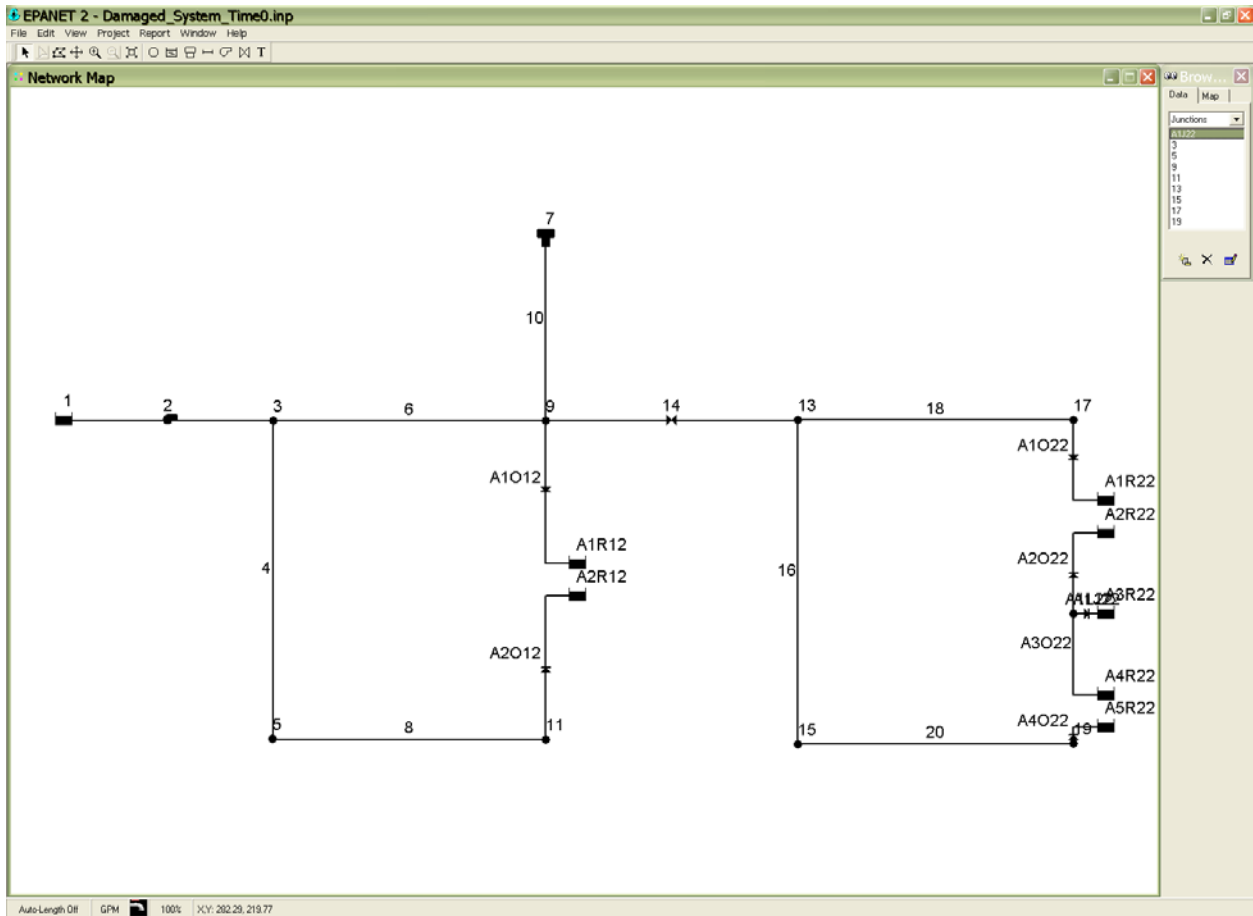 EPANET 2 - Damaged_System_Time0.inp
File Edit View Project Report Window Help
T
Network Map
Brow...
Data Map
Junctions
A1J22
3
5
9
11
13
15
17
19
7
10
1 2 3 6 9 14 13 18 17
A1O22
A1O12
A1R22
A2R22
A1R12
A2O22
4
A2R12
16
A3R22
A3O22
A2O12
A4R22
A5R22
A4O22
5 8 11 15 20 19
Auto-Length Off GPM 100% X,Y: 282.29, 219.77